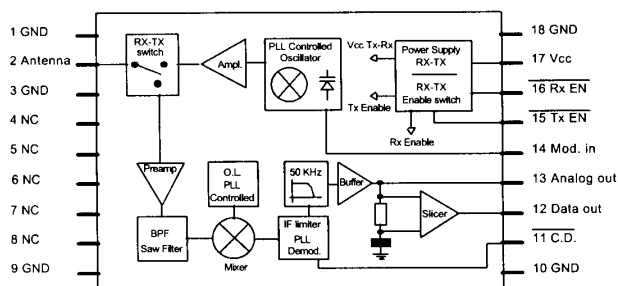 1 GND
2 Antenna
3 GND
4 NC
5 NC
6 NC
7 NC
8 NC
9 GND
RX-TX
switch
Ampl.
PLL Controlled
Oscillator
Vcc Tx-Rx
Tx Enable
Rx Enable
Power Supply
RX-TX
RX-TX
Enable switch
Preamp
BPF
Saw Filter
O.L.
PLL
Controlled
Mixer
50 KHz
IF limiter
PLL
Demod.
Buffer
Slicer
18 GND
17 Vcc
16 Rx EN
15 Tx EN
14 Mod. in
13 Analog out
12 Data out
11 C.D.
10 GND